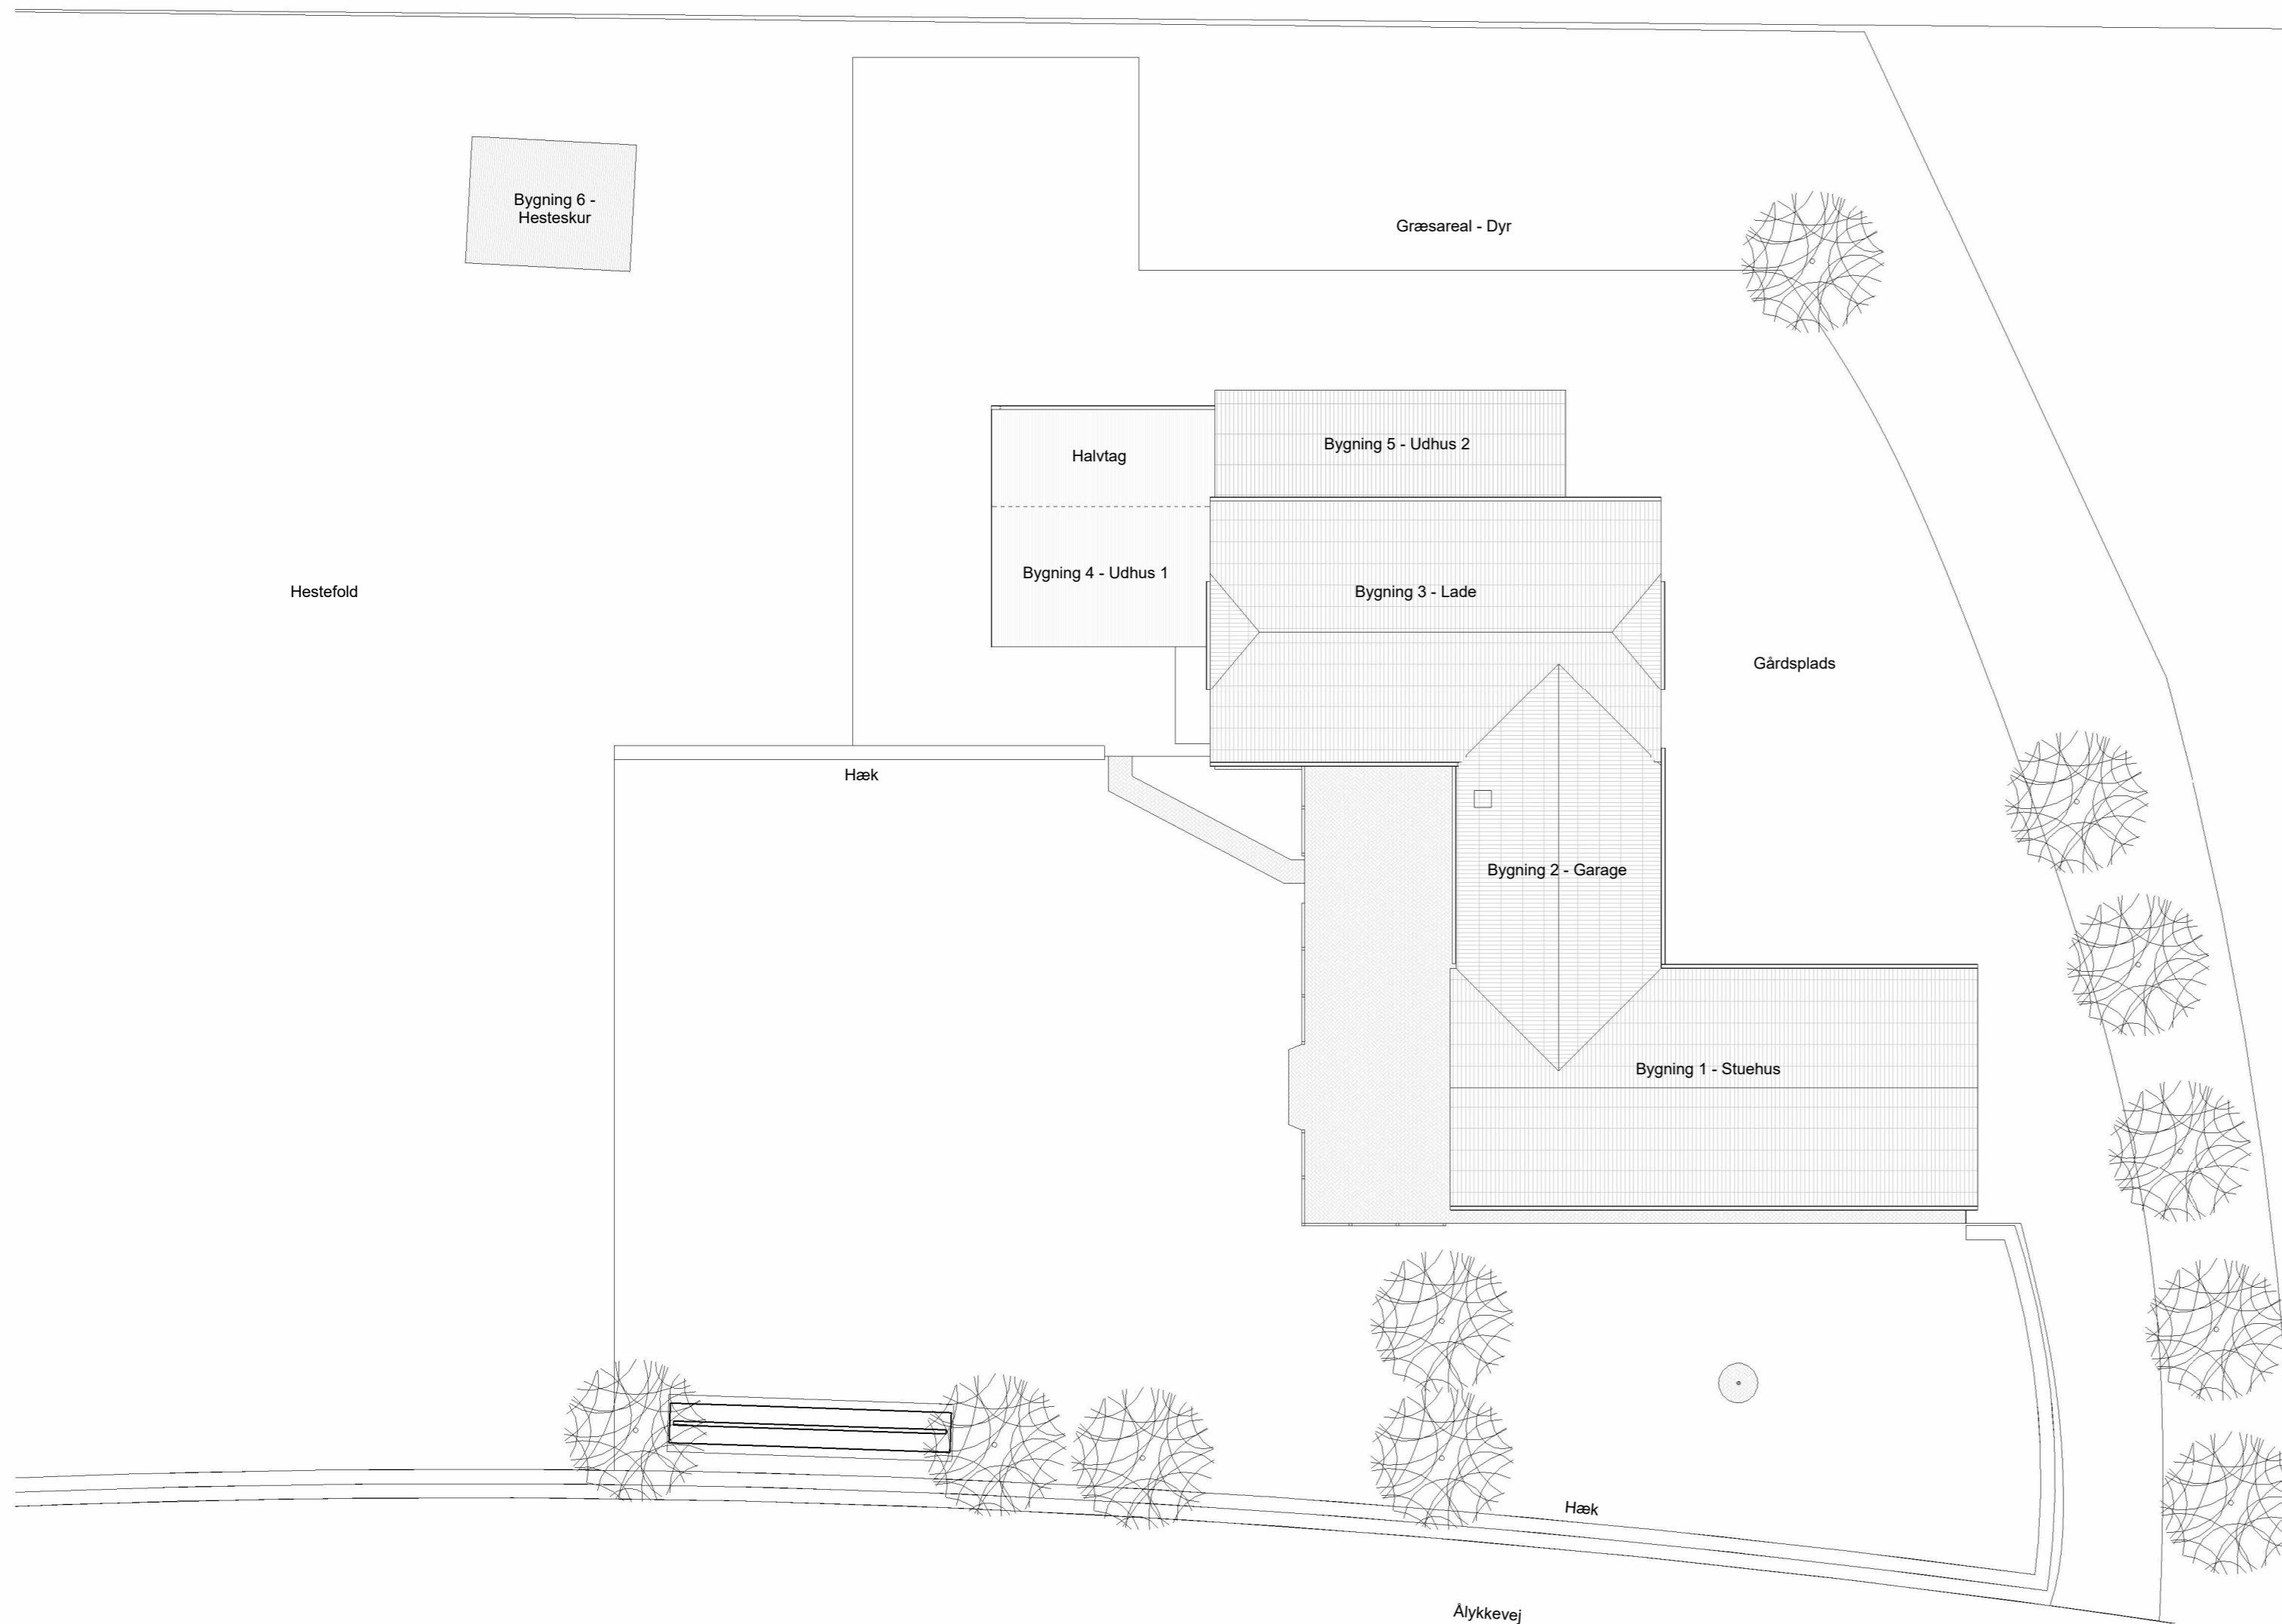 Bygning 6 -
Hesteskur
Græsareal - Dyr
Bygning 5 - Udhus 2
Halvtag
Bygning 4 - Udhus 1
Bygning 3 - Lade
Hestefold
Gårdsplads
Hæk
Bygning 2 - Garage
Bygning 1 - Stuehus
Hæk
Ålykkevej